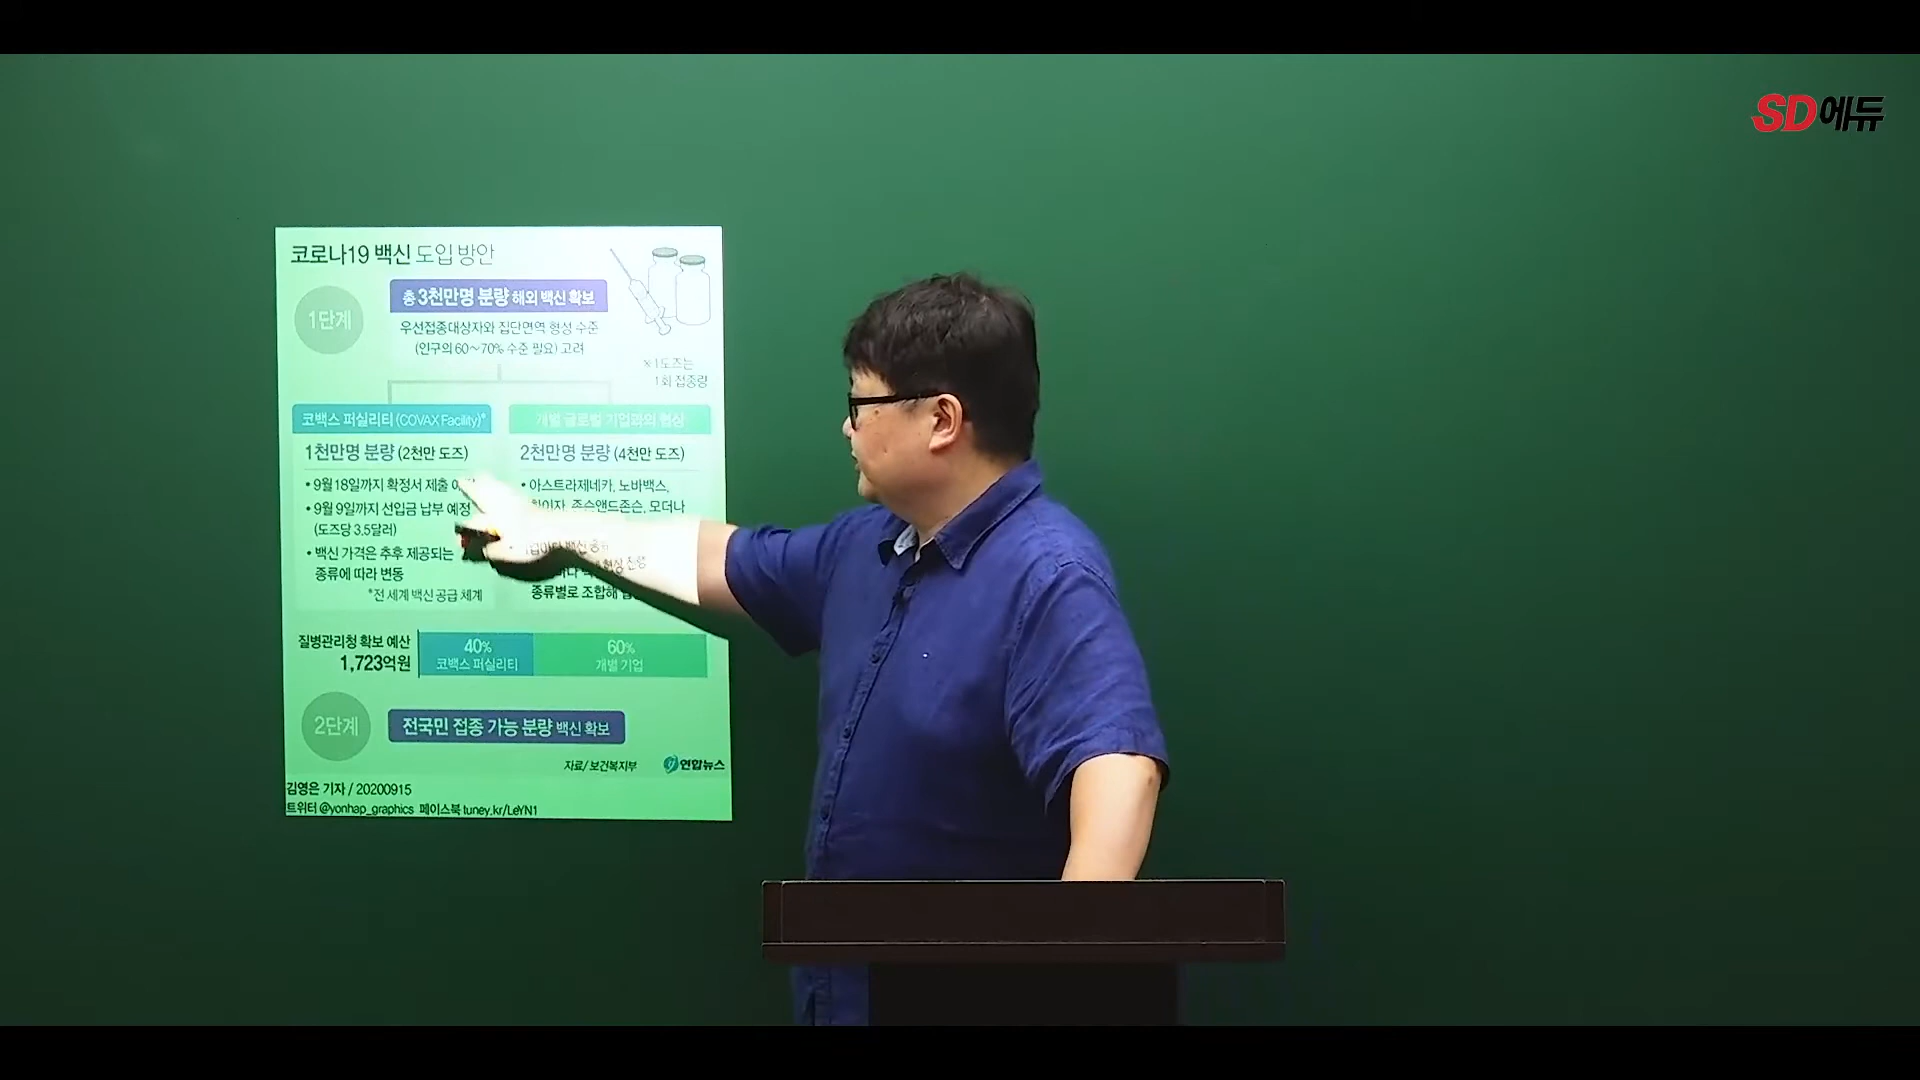 SD에듀
코로나19 백신 도입 방안
1단계
총 3천만명 분량 해외 백신 확보
우선접종대상자와 집단면역 형성 수준
(인구의 60~70% 수준 필요) 고려
※1도즈는
1회 접종량
코백스 퍼실리티 (COVAX Facility)*
1천만명 분량 (2천만 도즈)
• 9월 18일까지 확정서 제출
• 9월 9일까지 선입금 납부 예정
(도즈당 3.5달러)
• 백신 가격은 추후 제공되는
종류에 따라 변동
*전 세계 백신 공급 체계
개별 글로벌 기업과의 협상
2천만명 분량 (4천만 도즈)
• 아스트라제네카, 노바백스,
존슨앤드존슨, 모더나
백신 종류
협상 진행
종류별로 조합해
질병관리청 확보 예산
1,723억원
40%
코백스 퍼실리티
60%
개별 기업
2단계
전국민 접종 가능 분량 백신 확보
자료/ 보건복지부
연합뉴스
김영은 기자 / 20200915
트위터 @yonhap_graphics 페이스북 tuney.kr/LeYN1